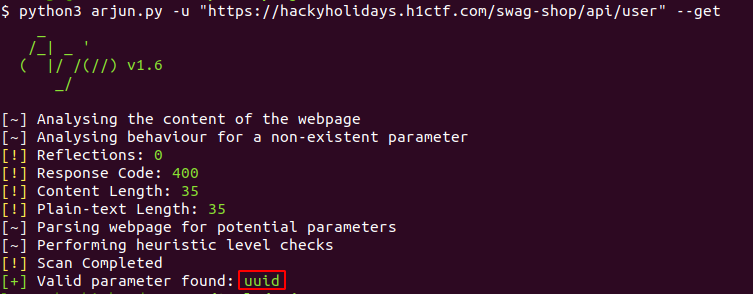 $ python3 arjun.py -u "https://hackyholidays.h1ctf.com/swag-shop/api/user" --get
    _
   /_| _ '
  (  |/ /(//) v1.6
      _/
[~] Analysing the content of the webpage
[~] Analysing behaviour for a non-existent parameter
[!] Reflections: 0
[!] Response Code: 400
[!] Content Length: 35
[!] Plain-text Length: 35
[~] Parsing webpage for potential parameters
[~] Performing heuristic level checks
[!] Scan Completed
[+] Valid parameter found: uuid